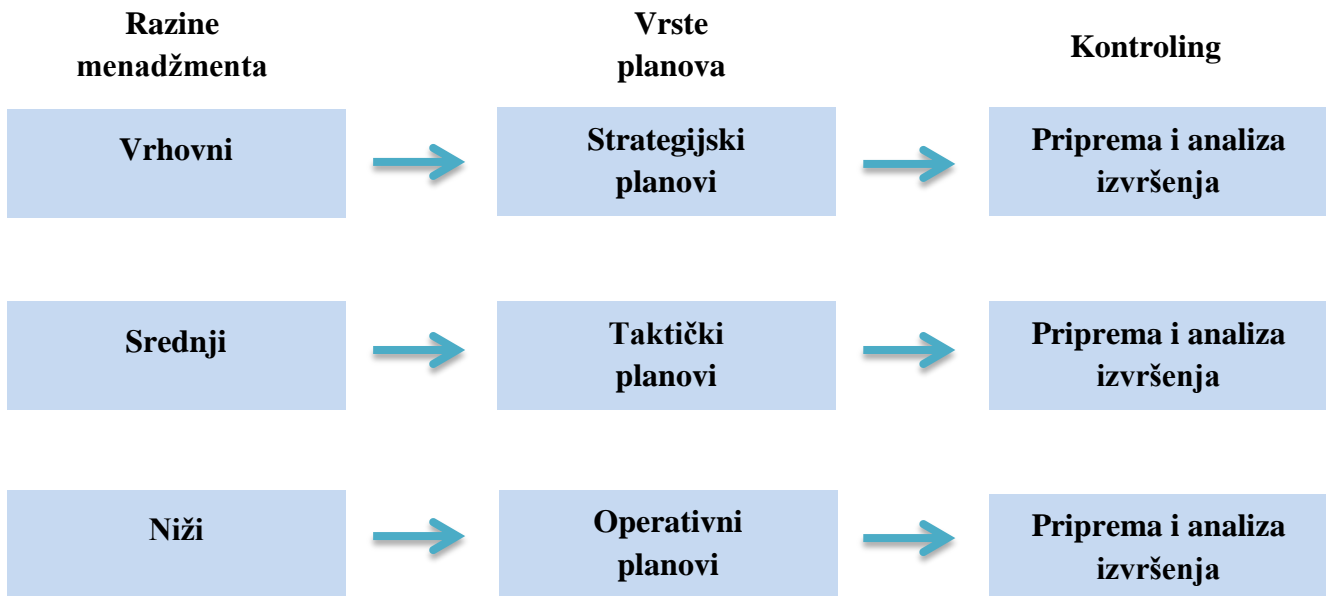 Razine
menadžmenta
Vrste
planova
Kontroling
Vrhovni
Strategijski
planovi
Priprema i analiza
izvršenja
Srednji
Taktički
planovi
Priprema i analiza
izvršenja
Niži
Operativni
planovi
Priprema i analiza
izvršenja